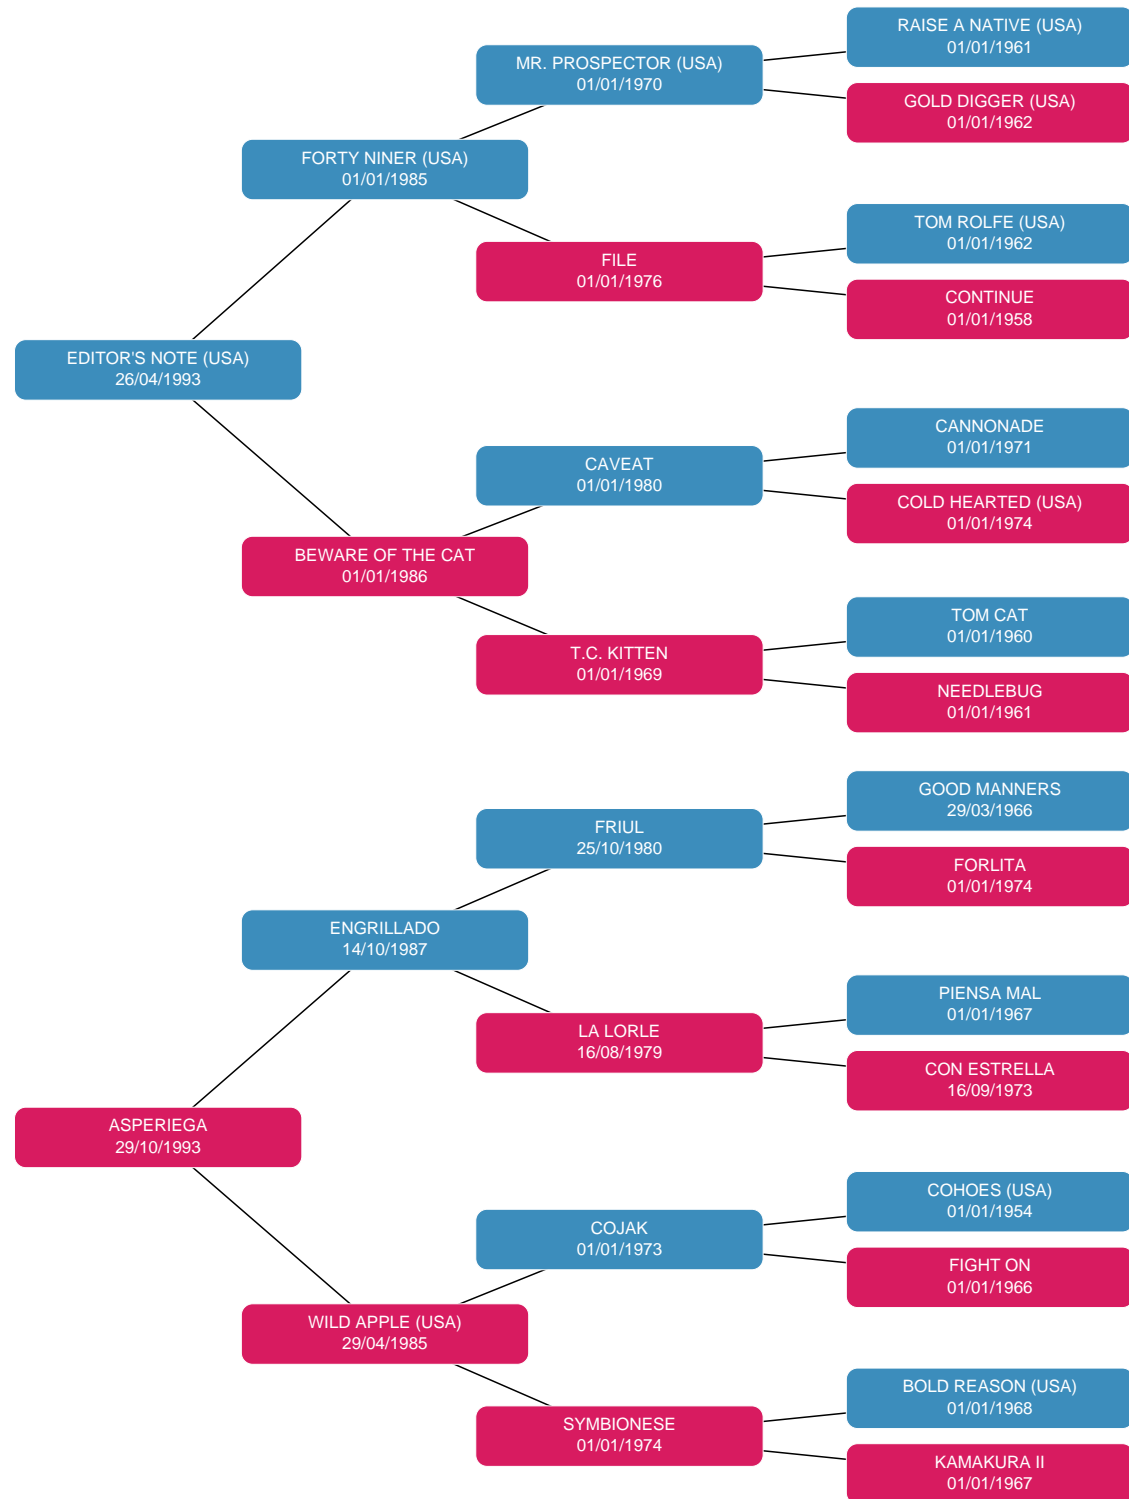 RAISE A NATIVE (USA)
01/01/1961
MR. PROSPECTOR (USA)
01/01/1970
GOLD DIGGER (USA)
01/01/1962
FORTY NINER (USA)
01/01/1985
TOM ROLFE (USA)
01/01/1962
FILE
01/01/1976
CONTINUE
01/01/1958
EDITOR'S NOTE (USA)
26/04/1993
CANNONADE
01/01/1971
CAVEAT
01/01/1980
COLD HEARTED (USA)
01/01/1974
BEWARE OF THE CAT
01/01/1986
TOM CAT
01/01/1960
T.C. KITTEN
01/01/1969
NEEDLEBUG
01/01/1961
GOOD MANNERS
29/03/1966
FRIUL
25/10/1980
FORLITA
01/01/1974
ENGRILLADO
14/10/1987
PIENSA MAL
01/01/1967
LA LORLE
16/08/1979
CON ESTRELLA
16/09/1973
ASPERIEGA
29/10/1993
COHOES (USA)
01/01/1954
COJAK
01/01/1973
FIGHT ON
01/01/1966
WILD APPLE (USA)
29/04/1985
BOLD REASON (USA)
01/01/1968
SYMBIONESE
01/01/1974
KAMAKURA II
01/01/1967